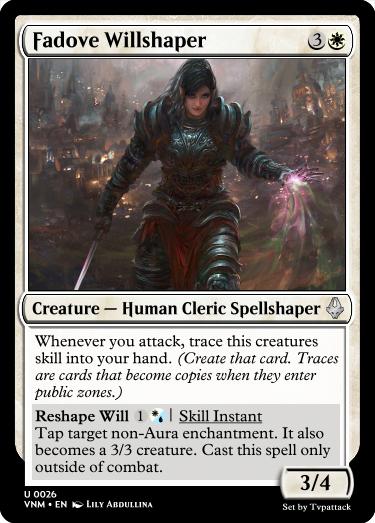 Fadove Willshaper 3
Creature — Human Cleric Spellshaper
Whenever you attack, trace this creatures
skill into your hand. (Create that card. Traces
are cards that become copies when they enter
public zones.)
Reshape Will 1 | Skill Instant
Tap target non-Aura enchantment. It also
becomes a 3/3 creature. Cast this spell only
outside of combat.
3/4
U 0026
VNM • EN Lily Abdullina
Set by Tvpattack